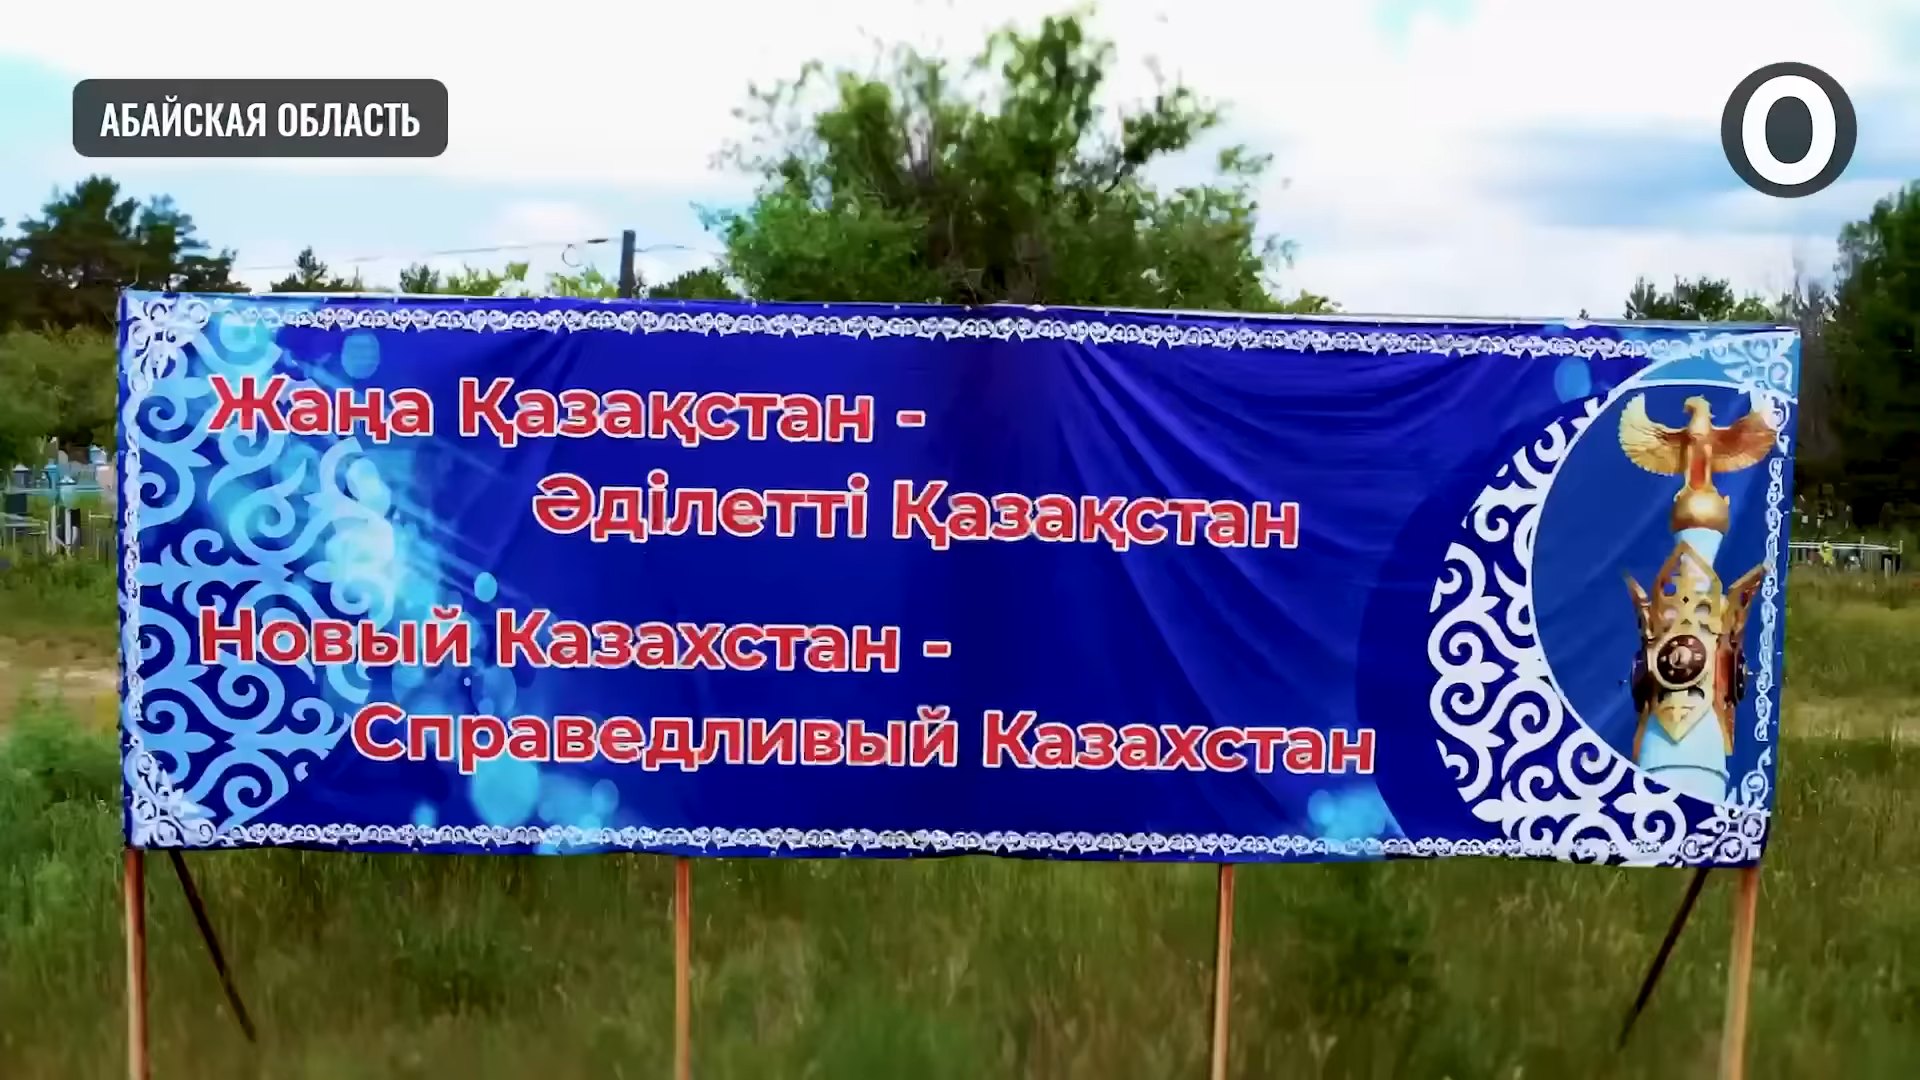 АБАЙСКАЯ ОБЛАСТЬ
O
Жаңа Қазақстан -
Әділетті Қазақстан
Новый Казахстан -
Справедливый Казахстан